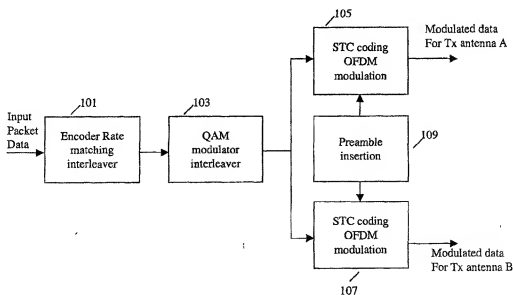 105
Modulated data
For Tx antenna A
STC coding
OFDM
modulation
Input
Packet
Data
101
Encoder Rate
matching
interleaver
103
QAM
modulator
interleaver
Preamble
insertion
109
STC coding
OFDM
modulation
107
Modulated data
For Tx antenna B